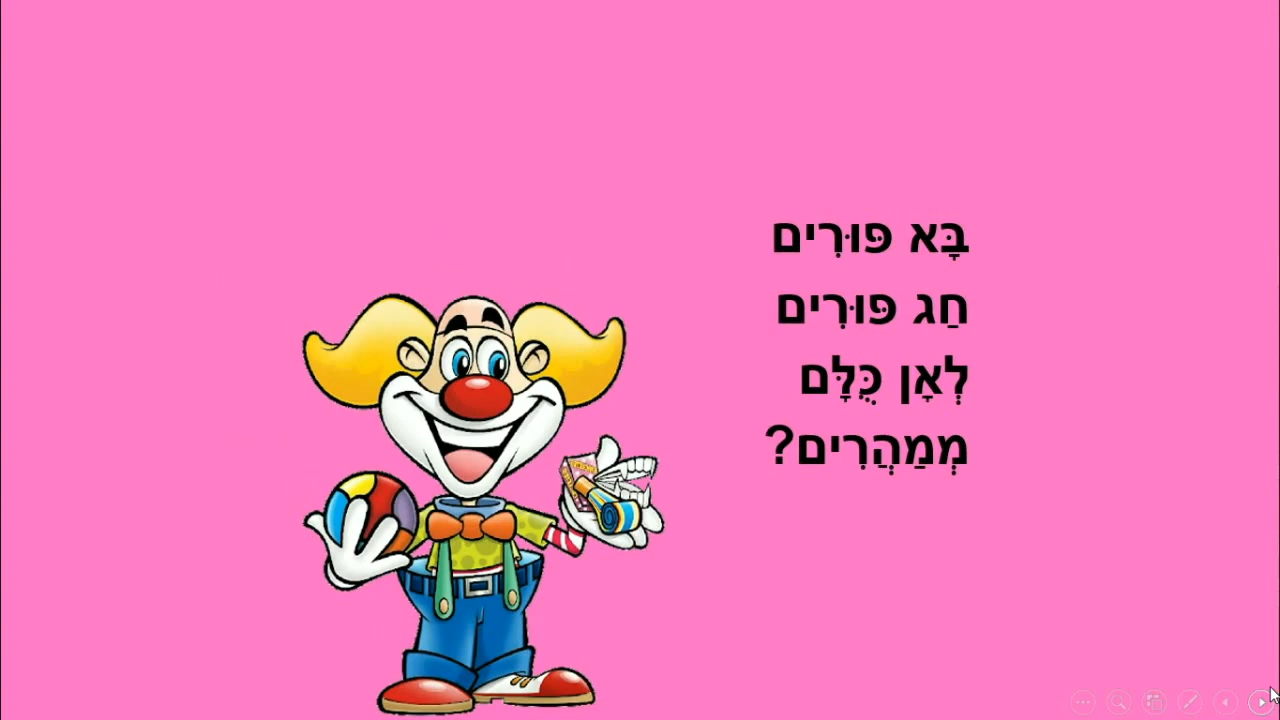 בָּא פּוּרִים
חַג פּוּרִים
לְאָן כֻּלָּם
מְמַהֲרִים?